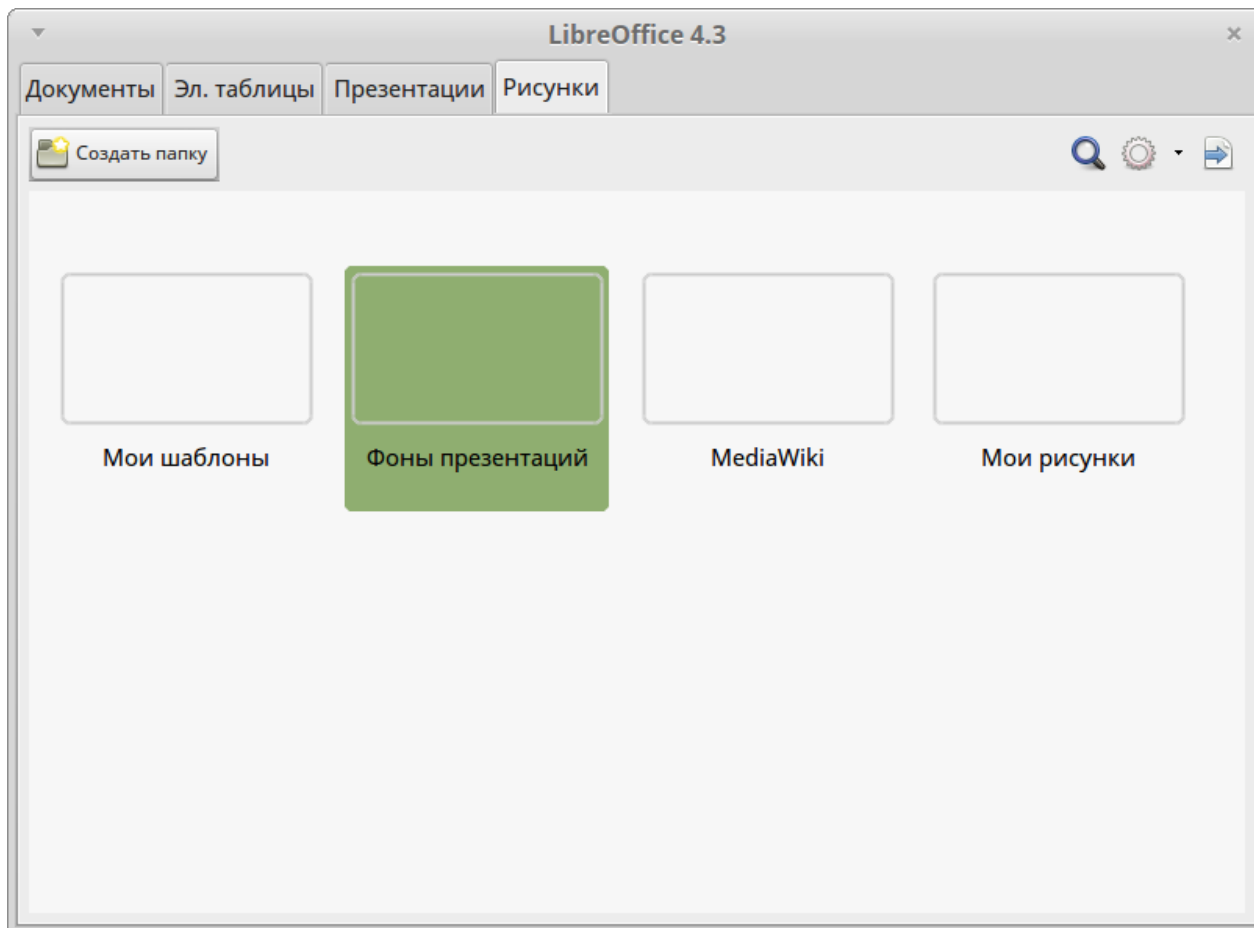 LibreOffice 4.3
Документы Эл. таблицы Презентации Рисунки
Создать папку
Мои шаблоны Фоны презентаций MediaWiki Мои рисунки